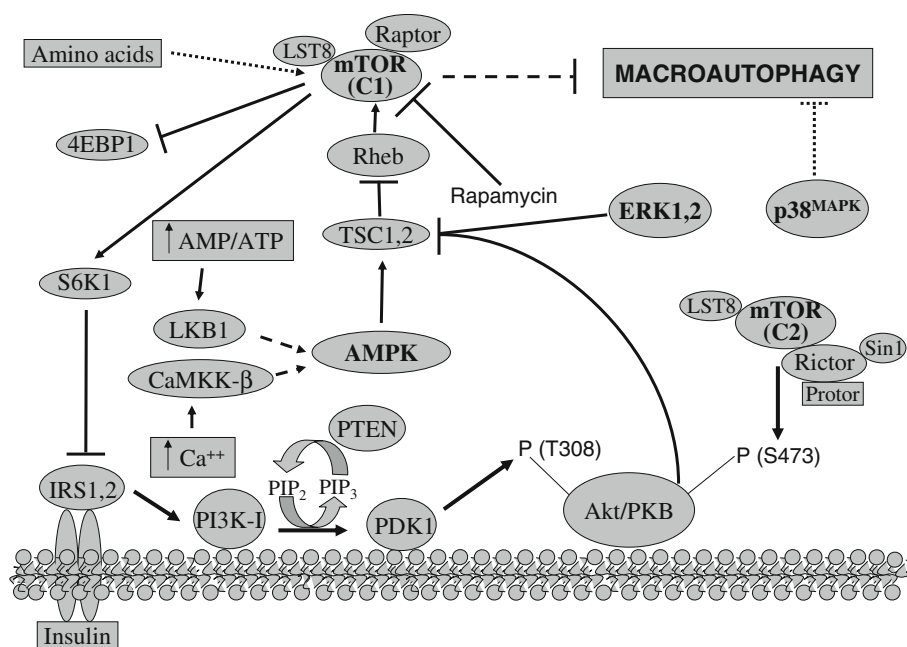 Raptor
LST8
Amino acids
mTOR
(C1)
MACROAUTOPHAGY
4EBP1
Rheb
Rapamycin
ERK1,2
p38MAPK
↑ AMP/ATP
TSC1,2
S6K1
LST8
mTOR
(C2)
LKB1
AMPK
Rictor
Sin1
CaMKK-β
Protor
PTEN
↑ Ca++
P (T308)
P (S473)
IRS1,2
PIP2
PIP3
PI3K-I
PDK1
Akt/PKB
Insulin